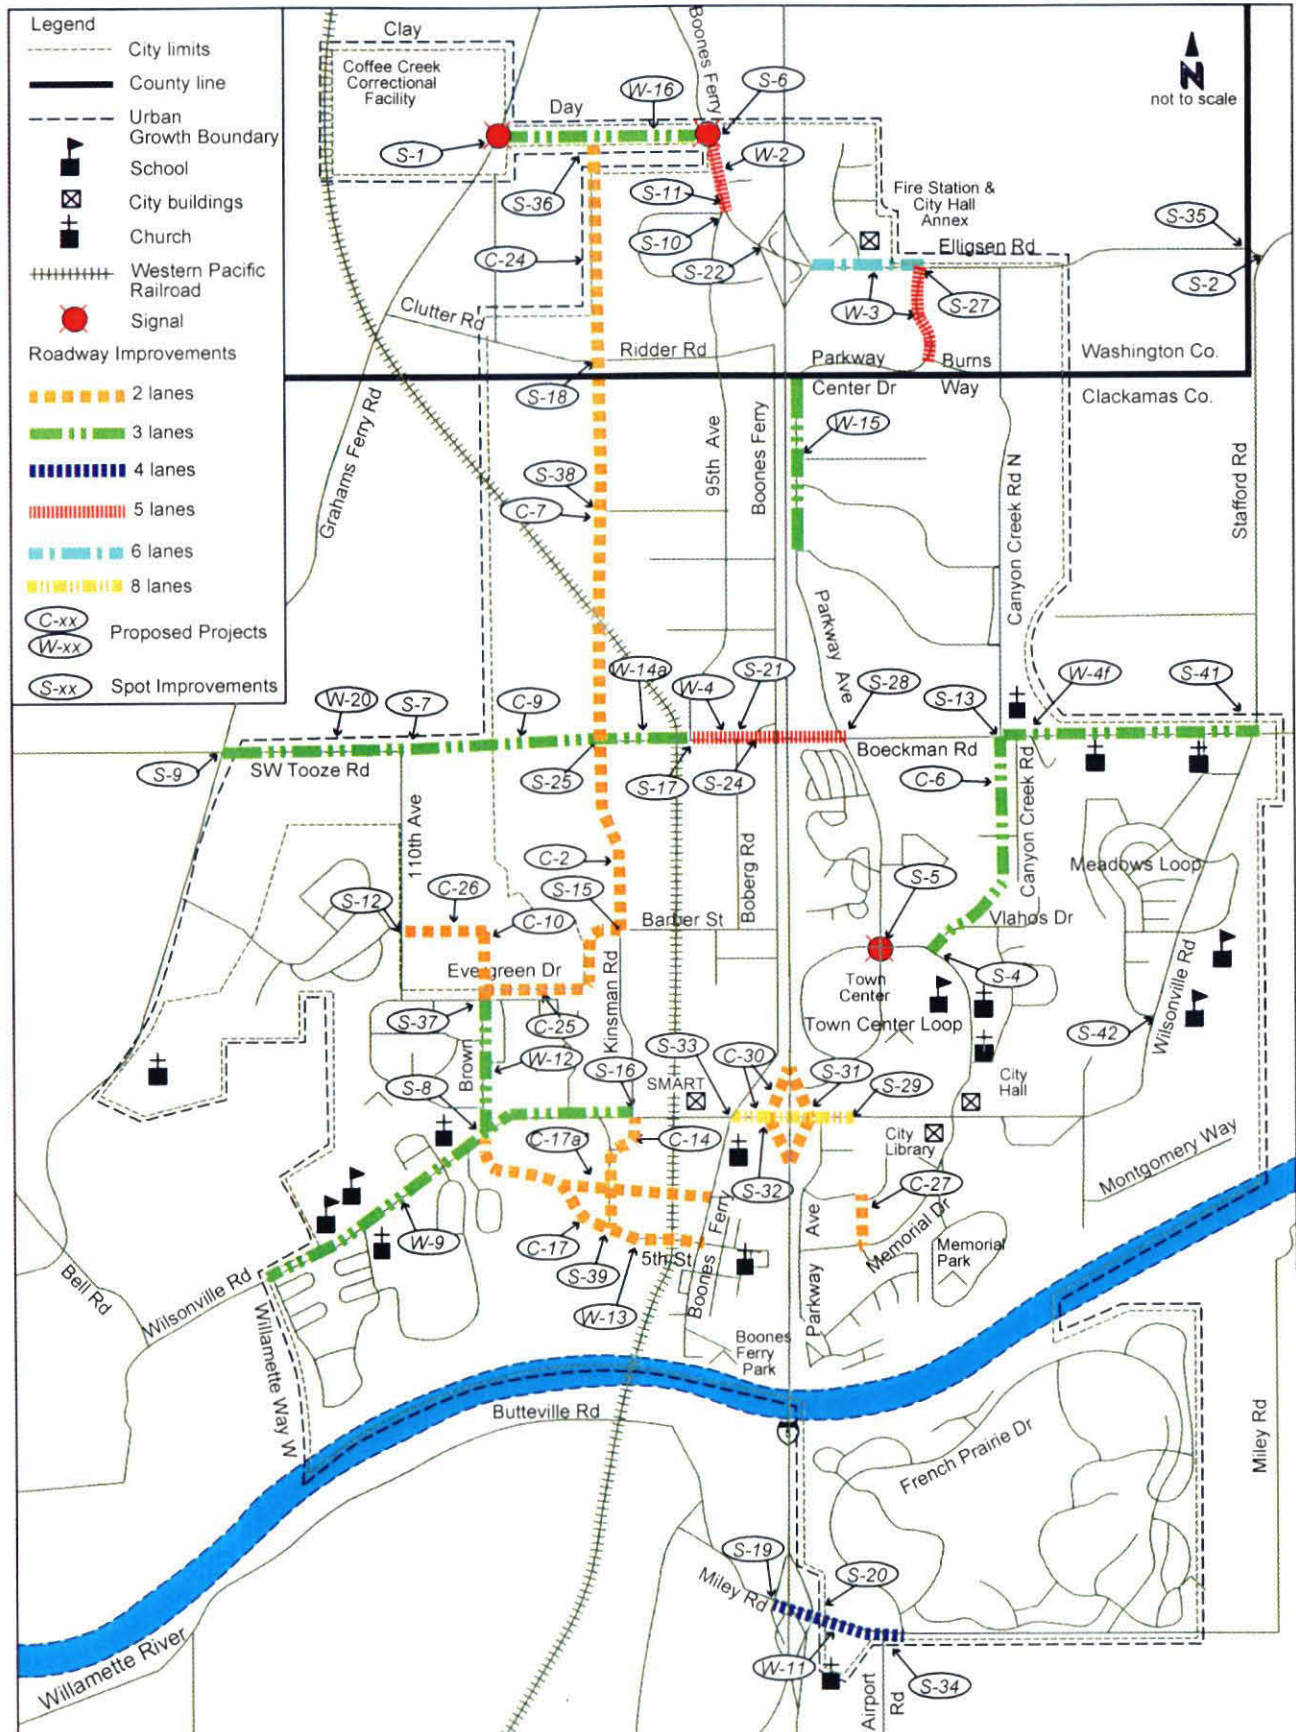 Legend
City limits
County line
Urban
Growth Boundary
School
City buildings
Church
Western Pacific
Railroad
Signal
Roadway Improvements
2 lanes
3 lanes
4 lanes
5 lanes
6 lanes
8 lanes
C-xx
W-xx
Proposed Projects
S-xx
Spot Improvements
Clay
Coffee Creek
Correctional
Facility
Boones Ferry
N
not to scale
Day
W-16
S-6
S-1
W-2
S-36
S-11
S-10
S-22
C-24
Fire Station &
City Hall
Annex
Elligsen Rd
S-35
S-2
W-3
S-27
Clutter Rd
Ridder Rd
S-18
Parkway
Center Dr
Burns
Way
Washington Co.
Clackamas Co.
Grahams Ferry Rd
95th Ave
Boones Ferry
W-15
Canyon Creek Rd N
Stafford Rd
S-38
C-7
Parkway Ave
W-20
S-7
C-9
W-14a
W-4
S-21
S-28
S-13
W-4f
S-41
S-9
SW Tooze Rd
S-25
S-17
S-24
Boeckman Rd
C-6
110th Ave
Canyon Creek Rd
C-2
Boberg Rd
S-5
Meadows Loop
C-26
S-12
S-15
C-10
Barber St
Vlahos Dr
Evergreen Dr
Kinsman Rd
Town
Center
S-4
Wilsonville Rd
S-37
C-25
Town Center Loop
S-42
Brown
W-12
S-33
C-30
S-31
S-8
S-16
SMART
S-29
City
Hall
C-17a
C-14
City
Library
S-32
C-27
Montgomery Way
W-9
C-17
Boones Ferry
Parkway Ave
Memorial Dr
Memorial
Park
S-39
5th St
W-13
Bell Rd
Wilsonville Rd
Willamette Way W
Boones
Ferry
Park
Butteville Rd
French Prairie Dr
Miley Rd
S-19
Miley Rd
S-20
W-11
S-34
Airport
Rd
Willamette River